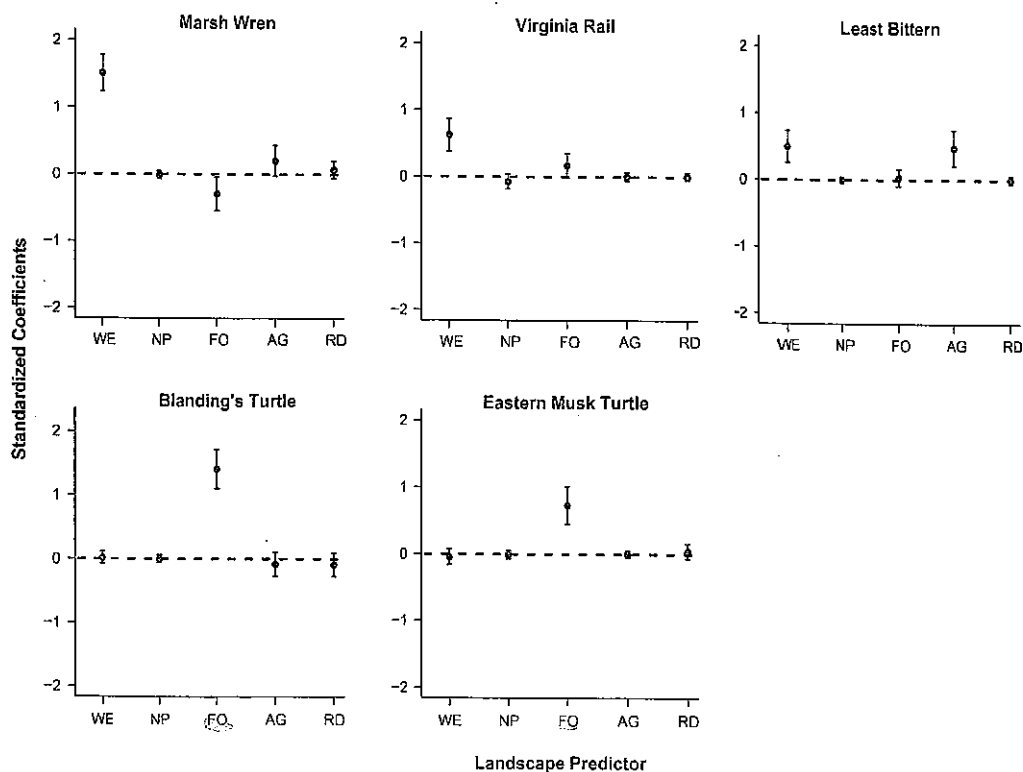 Marsh Wren
Virginia Rail
Least Bittern
2
1
0
−1
−2
WE NP FO AG RD
2
1
0
−1
−2
WE NP FO AG RD
2
1
0
−1
−2
WE NP FO AG RD
Standardized Coefficients
Blanding's Turtle
Eastern Musk Turtle
2
1
0
−1
−2
WE NP FO AG RD
2
1
0
−1
−2
WE NP FO AG RD
Landscape Predictor